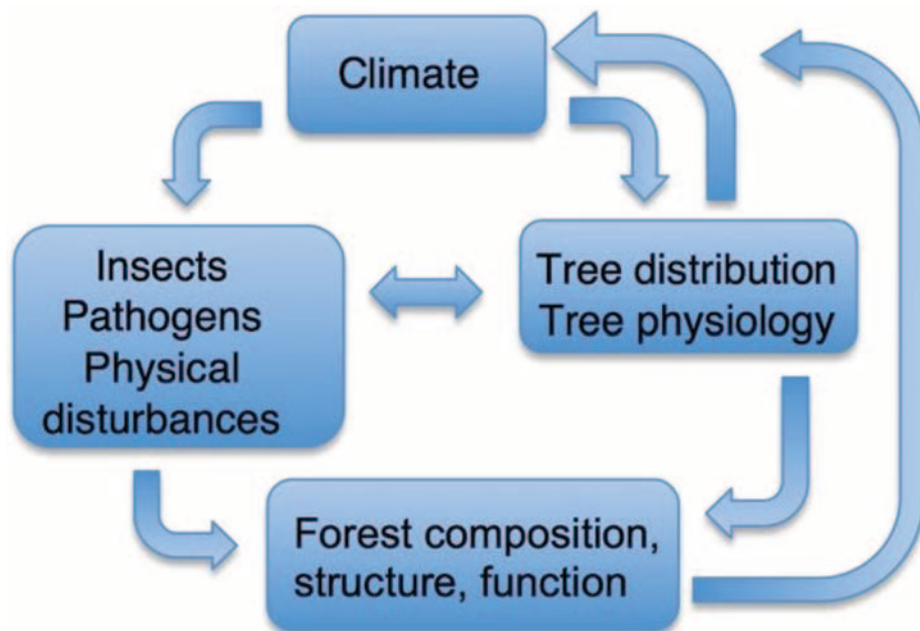 Climate
Insects
Pathogens
Physical
disturbances
Tree distribution
Tree physiology
Forest composition,
structure, function